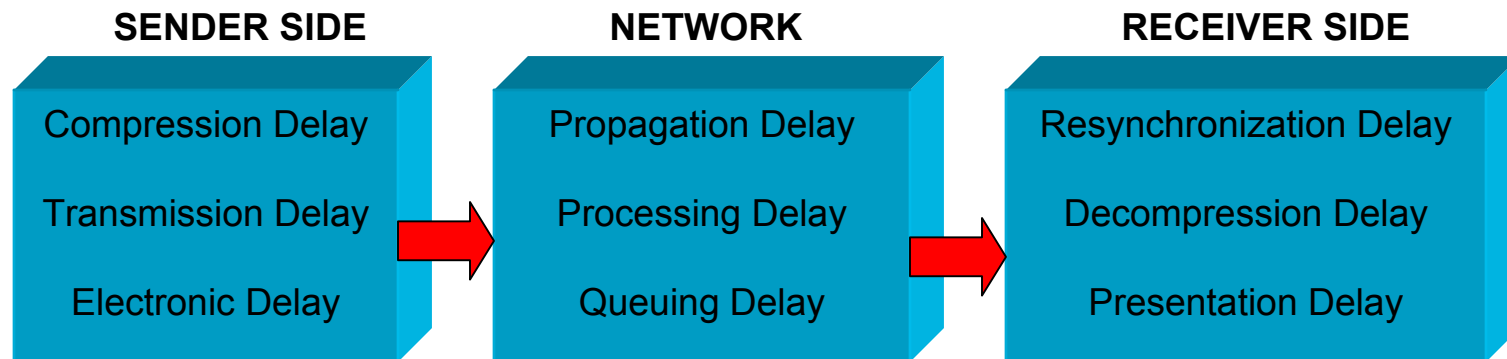 SENDER SIDE
Compression Delay
Transmission Delay
Electronic Delay
NETWORK
Propagation Delay
Processing Delay
Queuing Delay
RECEIVER SIDE
Resynchronization Delay
Decompression Delay
Presentation Delay